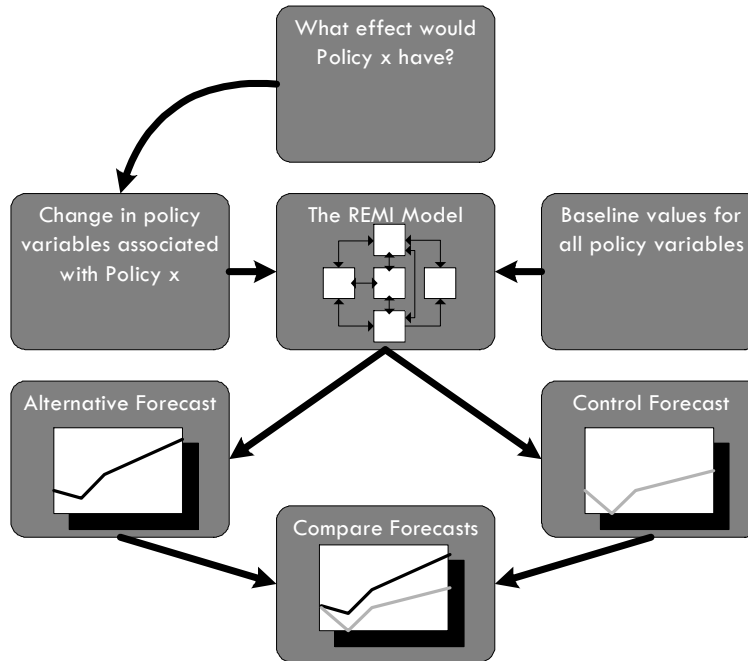 What effect would
Policy x have?
Change in policy
variables associated
with Policy x
The REMI Model
Baseline values for
all policy variables
Alternative Forecast
Control Forecast
Compare Forecasts